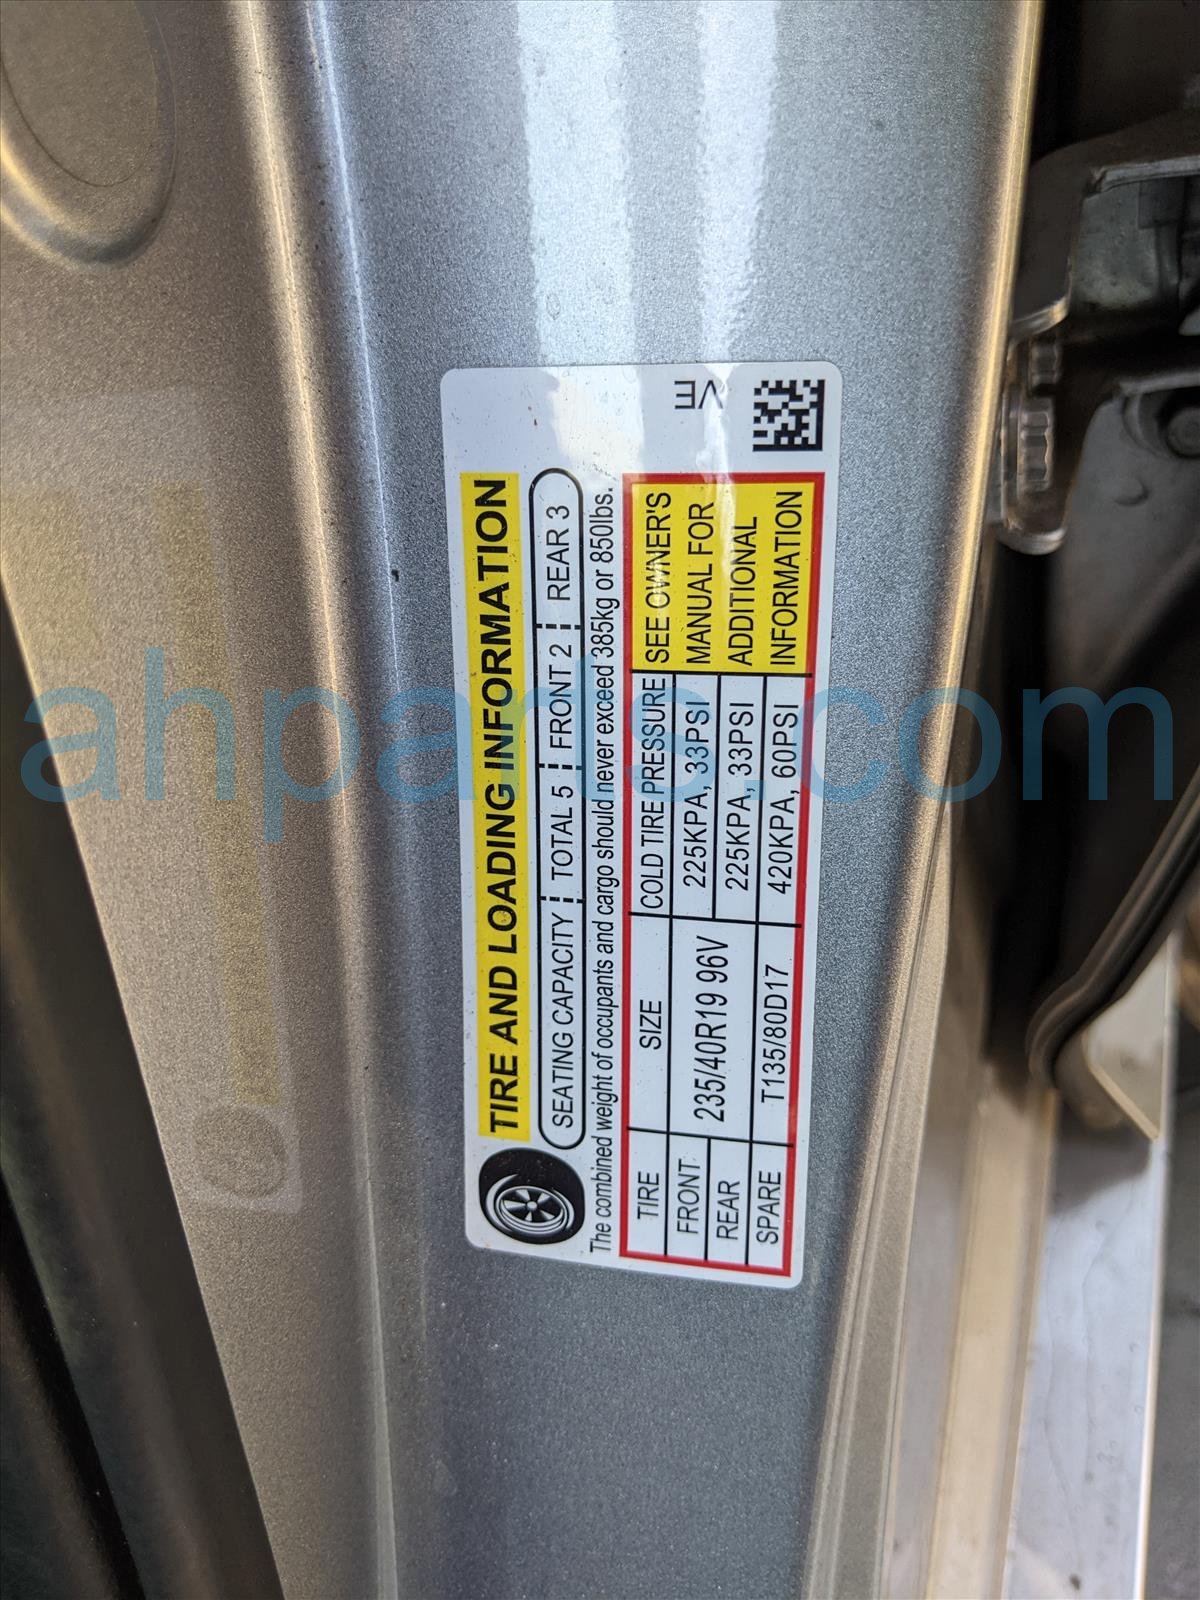 VE
TIRE AND LOADING INFORMATION
SEATING CAPACITY TOTAL 5 FRONT 2 REAR 3
The combined weight of occupants and cargo should never exceed 385kg or 850lbs.
TIRE SIZE COLD TIRE PRESSURE SEE OWNER'S
FRONT 235/40R19 96V 225KPA, 33PSI MANUAL FOR
REAR 225KPA, 33PSI ADDITIONAL
SPARE T135/80D17 420KPA, 60PSI INFORMATION
ahparts.com